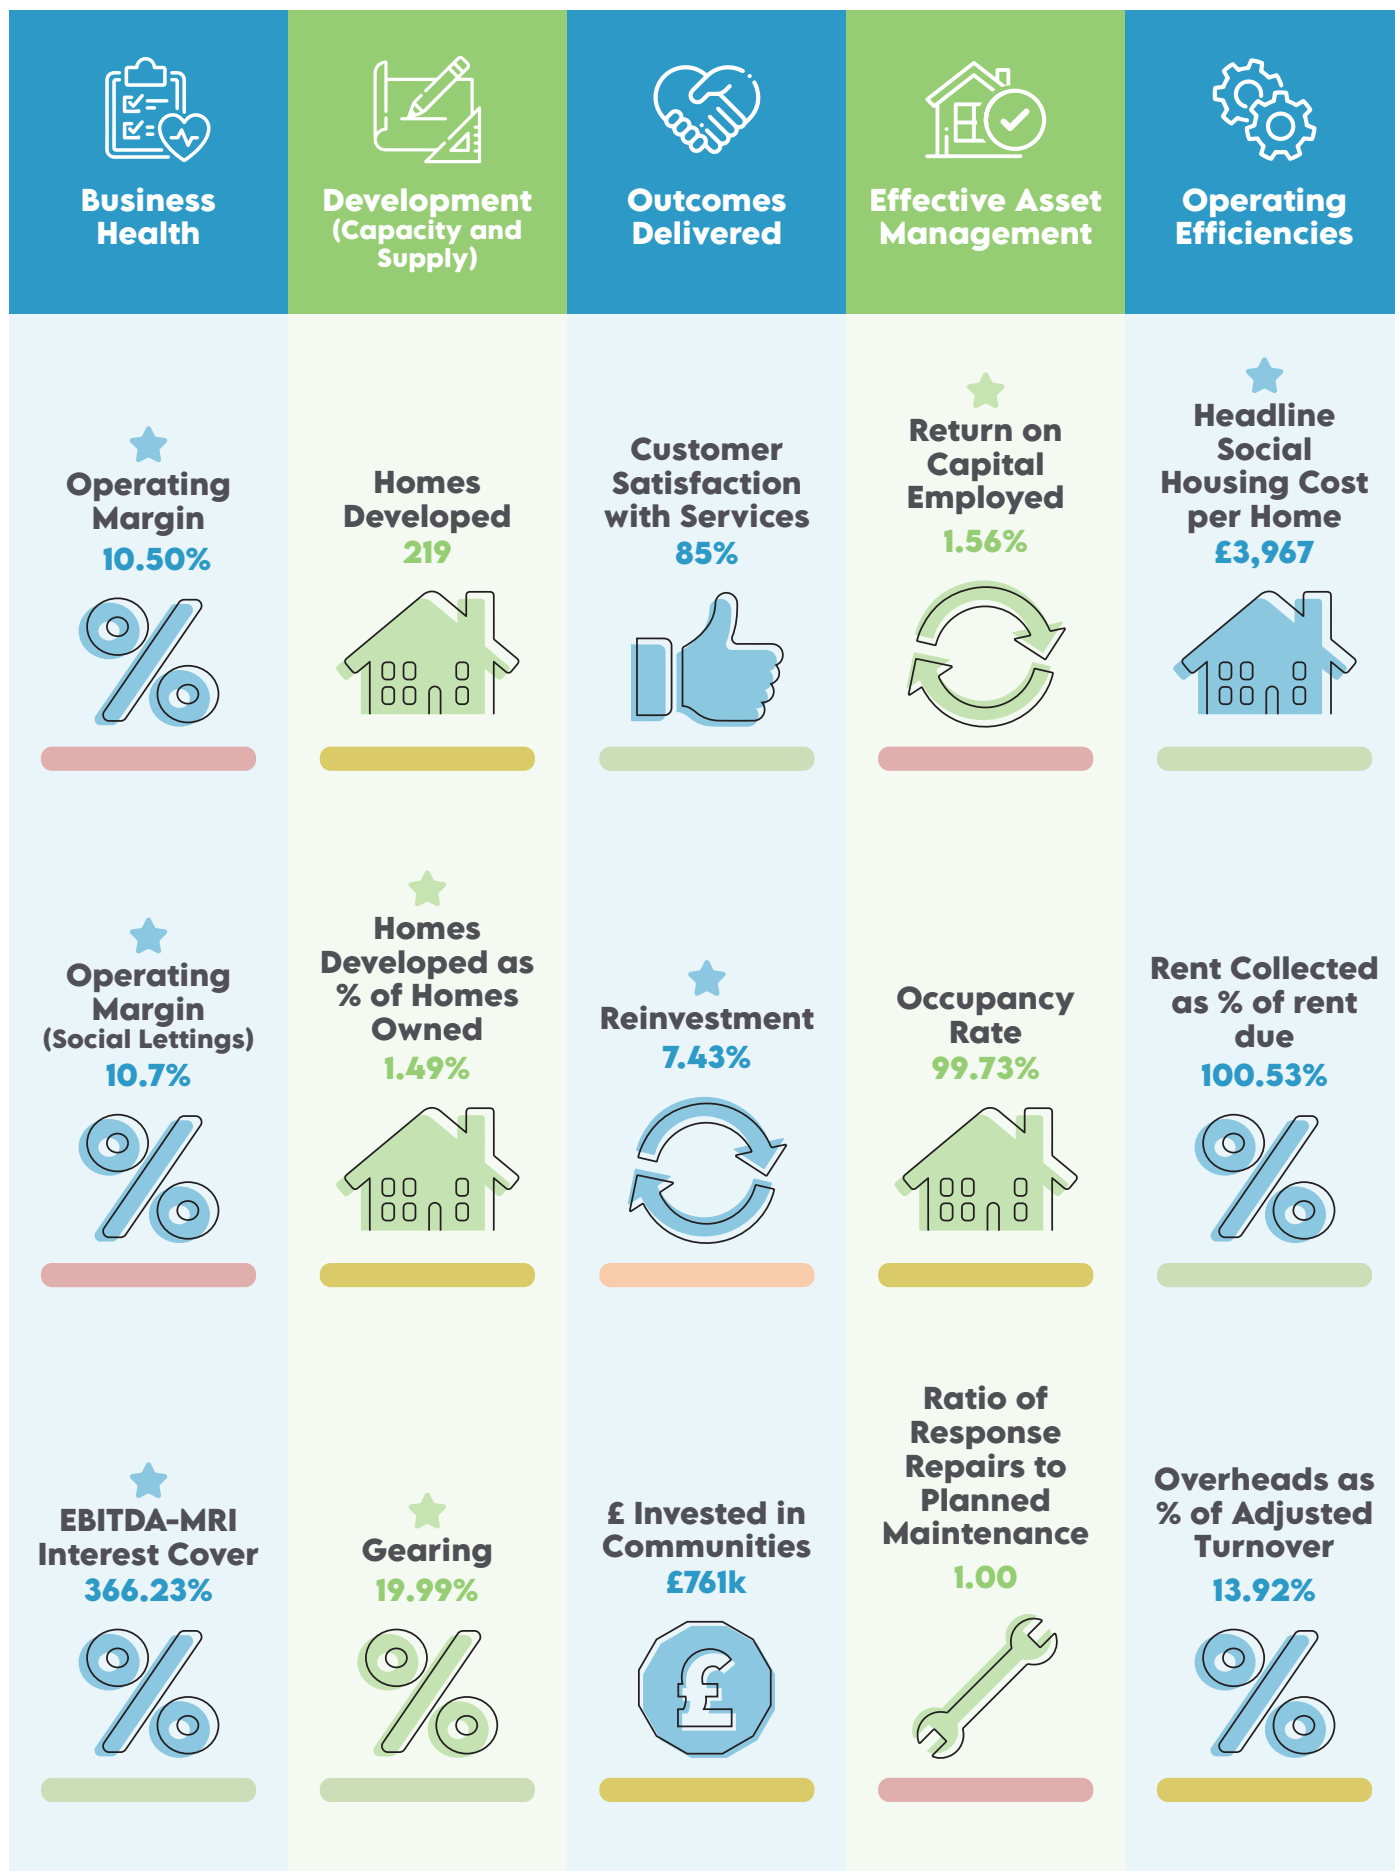 Business
Health
Development
(Capacity and
Supply)
Outcomes
Delivered
Effective Asset
Management
Operating
Efficiencies
Operating
Margin
10.50%
Homes
Developed
219
Customer
Satisfaction
with Services
85%
Return on
Capital
Employed
1.56%
Headline
Social
Housing Cost
per Home
£3,967
Operating
Margin
(Social Lettings)
10.7%
Homes
Developed as
% of Homes
Owned
1.49%
Reinvestment
7.43%
Occupancy
Rate
99.73%
Rent Collected
as % of rent
due
100.53%
EBITDA-MRI
Interest Cover
366.23%
Gearing
19.99%
£ Invested in
Communities
£761k
Ratio of
Response
Repairs to
Planned
Maintenance
1.00
Overheads as
% of Adjusted
Turnover
13.92%